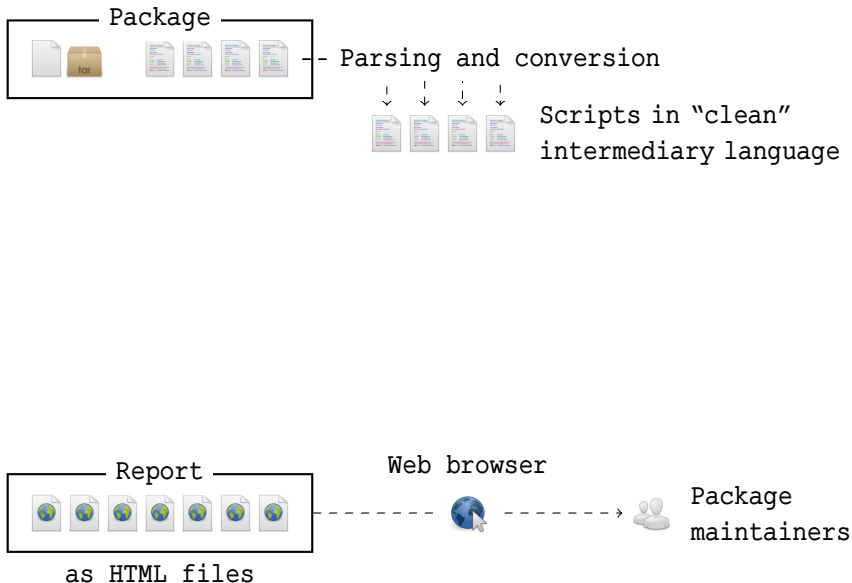 Package
tar
Parsing and conversion
Scripts in “clean”
intermediary language
Report
Web browser
Package
maintainers
as HTML files